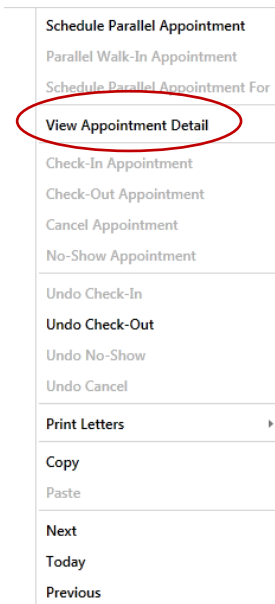 Schedule Parallel Appointment
Parallel Walk-In Appointment
Schedule Parallel Appointment For
View Appointment Detail
Check-In Appointment
Check-Out Appointment
Cancel Appointment
No-Show Appointment
Undo Check-In
Undo Check-Out
Undo No-Show
Undo Cancel
Print Letters
Copy
Paste
Next
Today
Previous